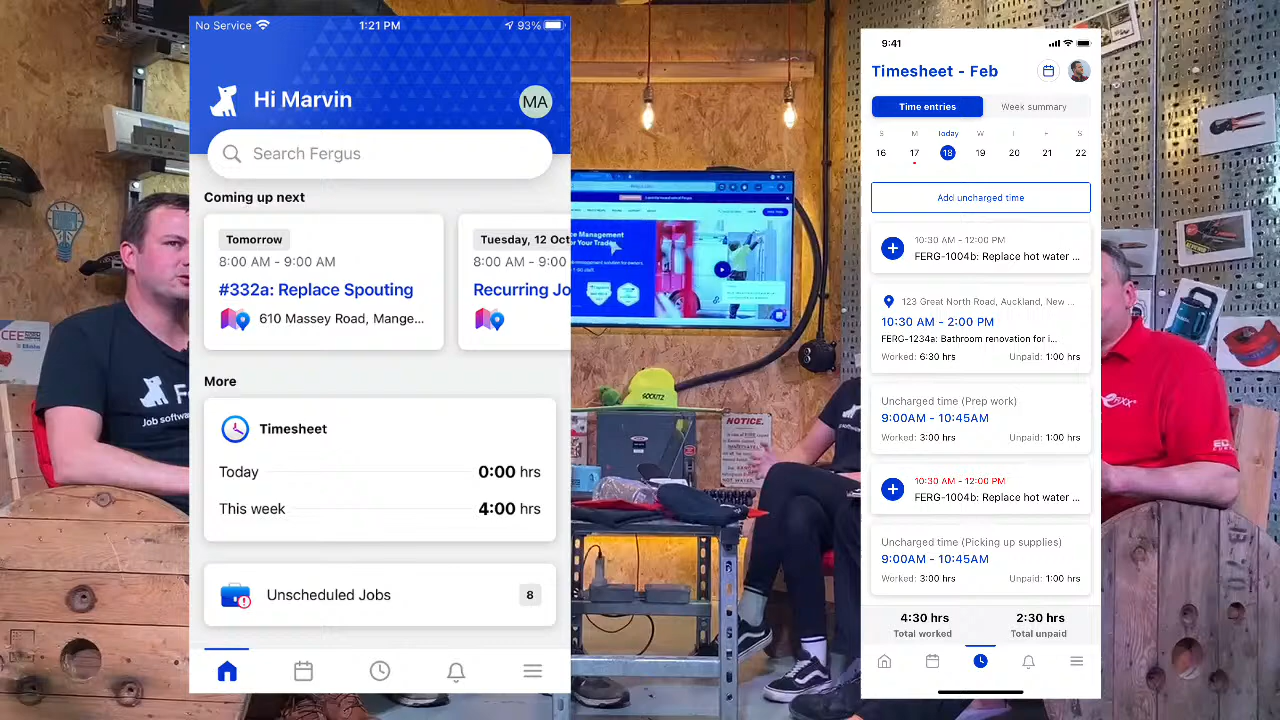 No Service
1:21 PM
93%
Hi Marvin
MA
Search Fergus
Coming up next
Tomorrow
8:00 AM - 9:00 AM
#332a: Replace Spouting
610 Massey Road, Mange...
Tuesday, 12 Oct
8:00 AM - 9:00
Recurring Jo
More
Timesheet
Today
0:00 hrs
This week
4:00 hrs
Unscheduled Jobs
8
9:41
Timesheet - Feb
Time entries
Week summary
S M Today W T F S
16 17 18 19 20 21 22
Add uncharged time
10:30 AM - 12:00 PM
FERG-1004b: Replace hot water ...
123 Great North Road, Auckland, New ...
10:30 AM - 2:00 PM
FERG-1234a: Bathroom renovation for i...
Worked: 6:30 hrs
Unpaid: 1:00 hrs
Uncharged time (Prep work)
9:00AM - 10:45AM
Worked: 3:00 hrs
Unpaid: 1:00 hrs
10:30 AM - 12:00 PM
FERG-1004b: Replace hot water ...
Uncharged time (Picking up supplies)
9:00AM - 10:45AM
Worked: 3:00 hrs
Unpaid: 1:00 hrs
4:30 hrs
Total worked
2:30 hrs
Total unpaid
ce Management
or Your Trade
Job softwar
NOTICE.
CEE